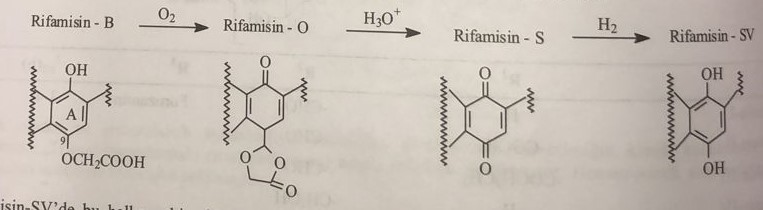 Rifamisin - B O₂ Rifamisin - O H₃O⁺ Rifamisin - S H₂ Rifamisin - SV
OH O O OH
A
9
OCH₂COOH O O O O OH